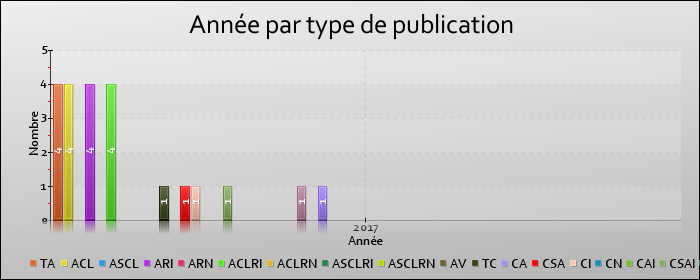 Année par type de publication
Nombre
5
4
3
2
1
0
4 4 4 4 1 1 1 1 1 1
2017
Année
TA ACL ASCL ARI ARN ACLRI ACLRN ASCLRI ASCLRN AV TC CA CSA CI CN CAI CSAI